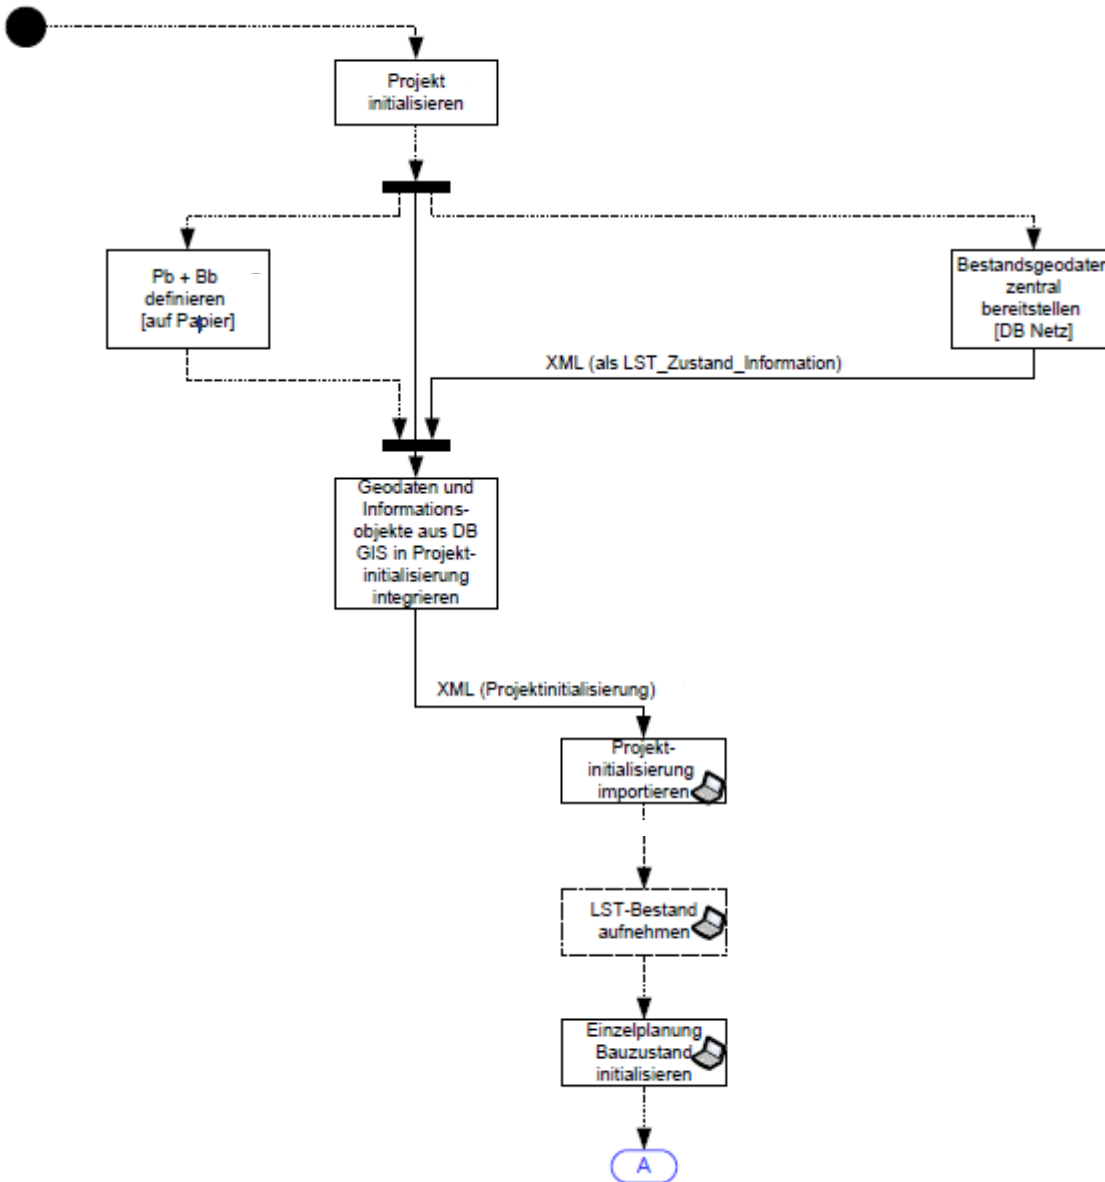 Projekt
initialisieren
Pb + Bb
definieren
[auf Papier]
Bestandsgeodaten
zentral
bereitstellen
[DB Netz]
XML (als LST_Zustand_Information)
Geodaten und
Informations-
objekte aus DB
GIS in Projekt-
initialisierung
integrieren
XML (Projektinitialisierung)
Projekt-
initialisierung
importieren
LST-Bestand
aufnehmen
Einzelplanung
Bauzustand
initialisieren
A